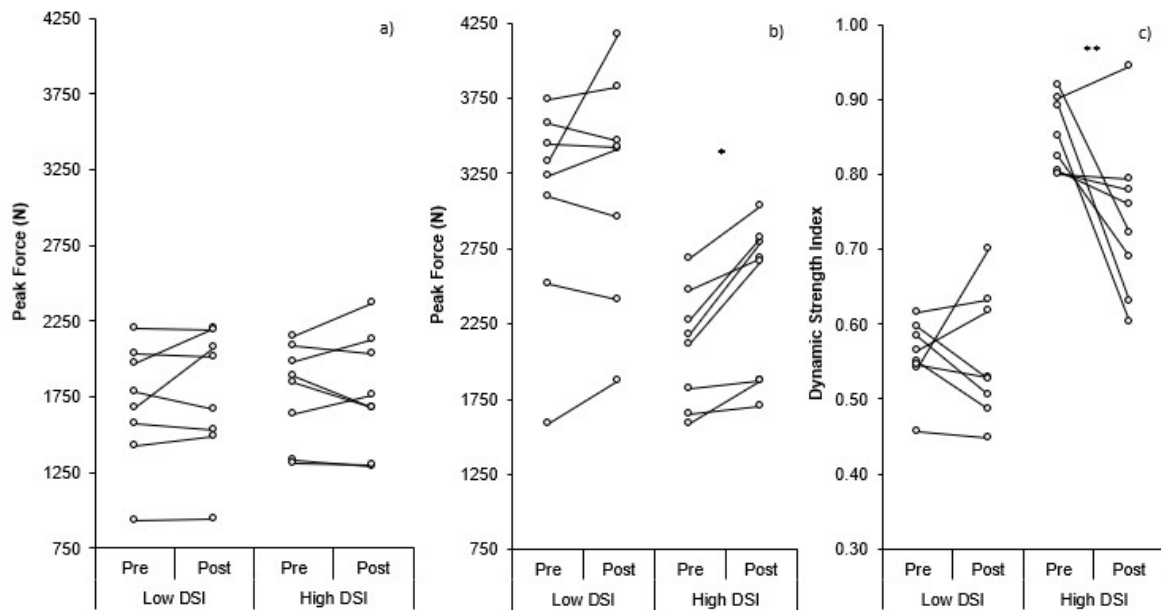 a)
Peak Force (N)
4250
3750
3250
2750
2250
1750
1250
750
Pre Post Pre Post
Low DSI High DSI
b)
Peak Force (N)
4250
3750
3250
2750
2250
1750
1250
750
*
Pre Post Pre Post
Low DSI High DSI
c)
Dynamic Strength Index
1.00
0.90
0.80
0.70
0.60
0.50
0.40
0.30
**
Pre Post Pre Post
Low DSI High DSI